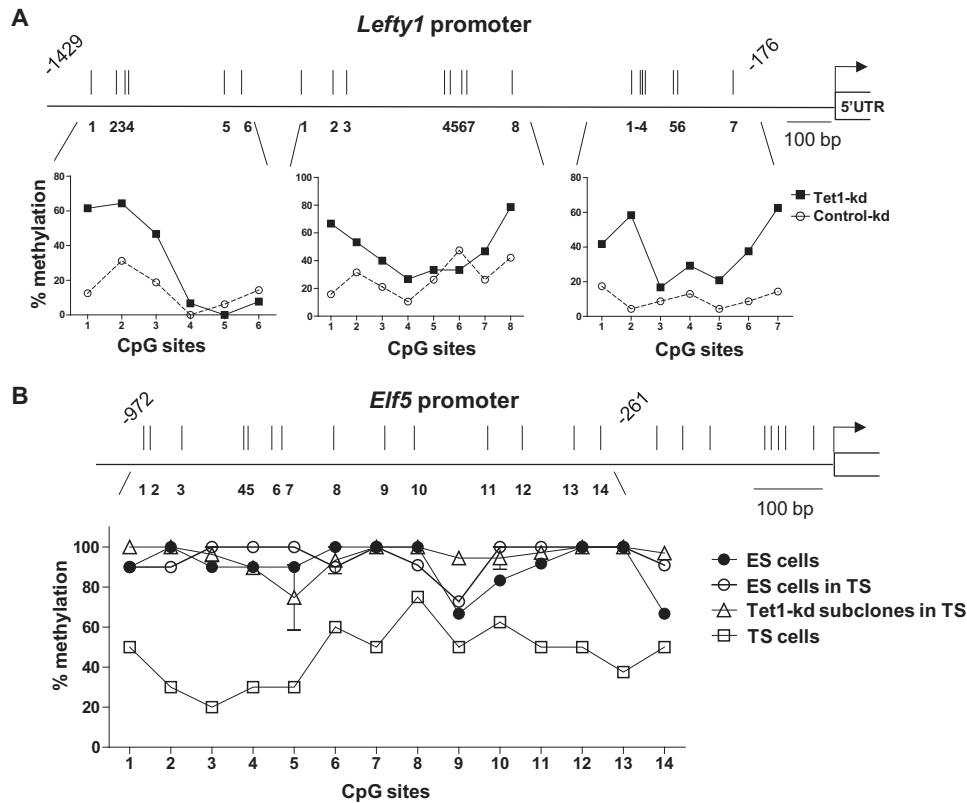 A
Lefty1 promoter
-1429
-176
5'UTR
1 234 5 6 1 2 3 4567 8 1-4 56 7
100 bp
% methylation
80
60
40
20
0
1 2 3 4 5 6
CpG sites
100
80
60
40
20
0
1 2 3 4 5 6 7 8
CpG sites
80
60
40
20
0
1 2 3 4 5 6 7
CpG sites
Tet1-kd
Control-kd
B
Elf5 promoter
-972
-261
1 2 3 45 6 7 8 9 10 11 12 13 14
100 bp
% methylation
100
80
60
40
20
0
1 2 3 4 5 6 7 8 9 10 11 12 13 14
CpG sites
ES cells
ES cells in TS
Tet1-kd subclones in TS
TS cells